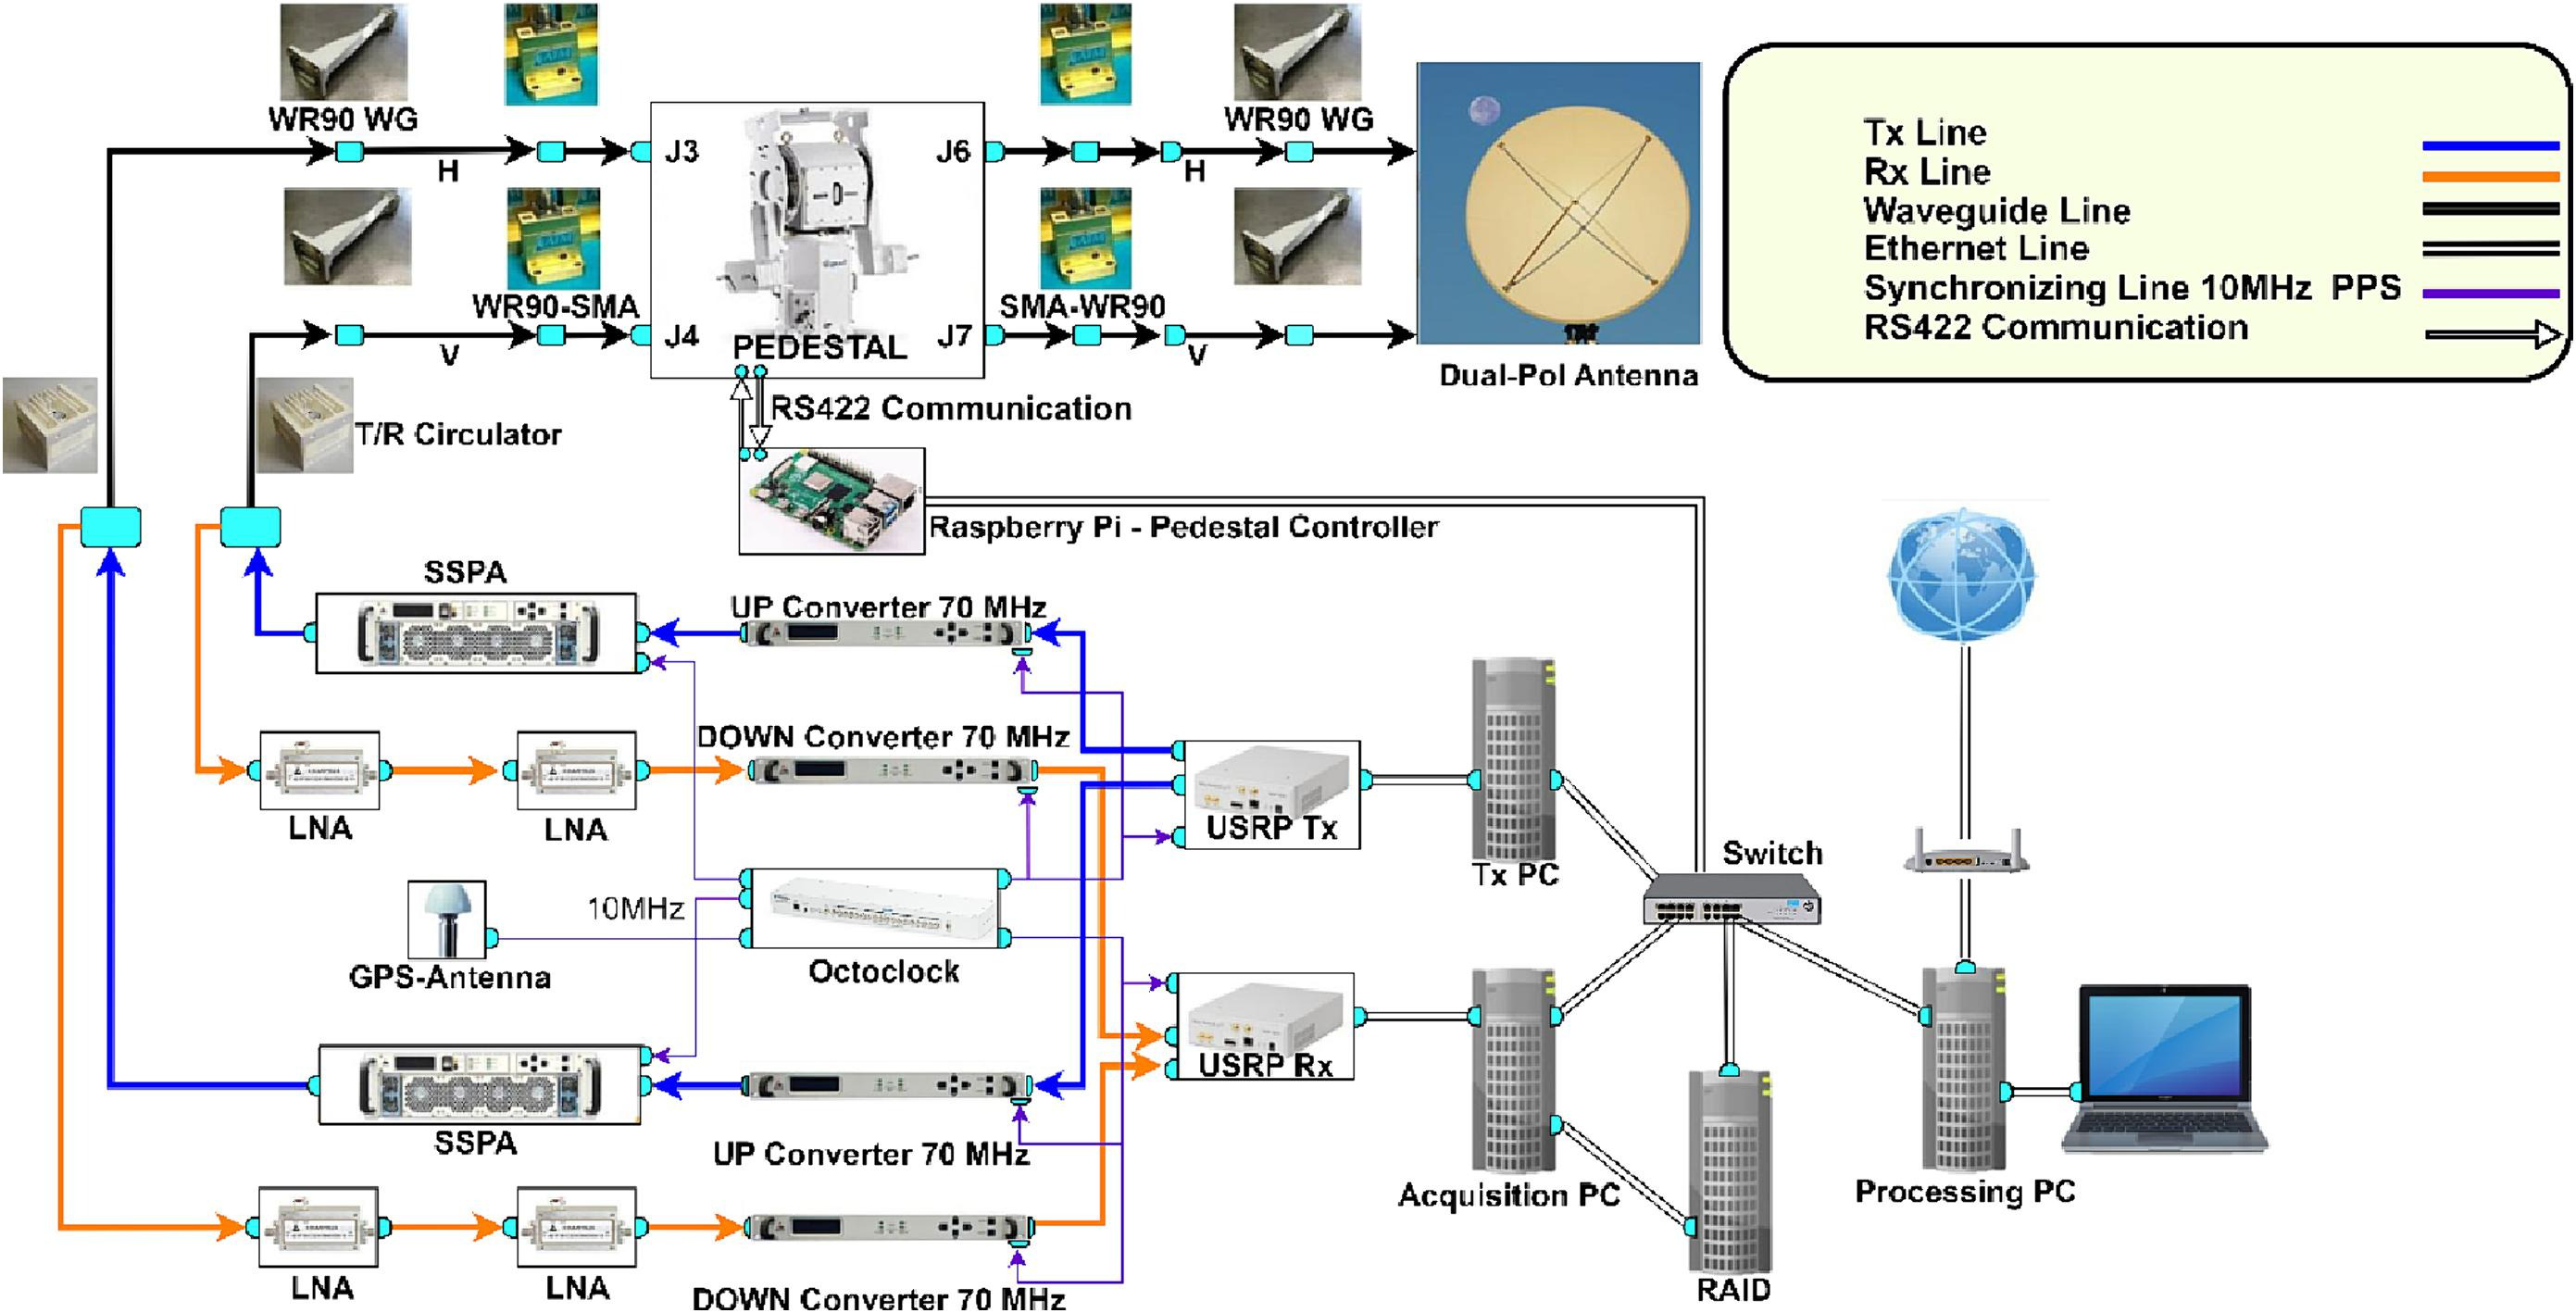 WR90 WG
WR90 WG
H
H
J3
J6
WR90-SMA
SMA-WR90
V
V
J4
J7
PEDESTAL
Dual-Pol Antenna
Tx Line
Rx Line
Waveguide Line
Ethernet Line
Synchronizing Line 10MHz PPS
RS422 Communication
RS422 Communication
T/R Circulator
Raspberry Pi - Pedestal Controller
SSPA
UP Converter 70 MHz
DOWN Converter 70 MHz
LNA
LNA
USRP Tx
Tx PC
Switch
10MHz
GPS-Antenna
Octoclock
USRP Rx
SSPA
UP Converter 70 MHz
Acquisition PC
Processing PC
LNA
LNA
DOWN Converter 70 MHz
RAID